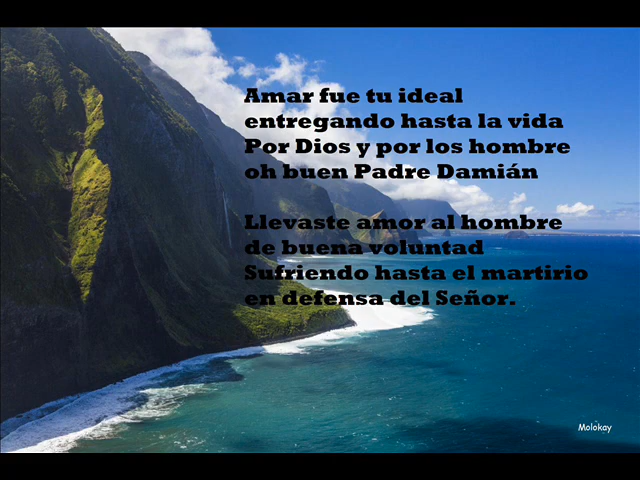 Amar fue tu ideal
entregando hasta la vida
Por Dios y por los hombre
oh buen Padre Damián
Llevaste amor al hombre
de buena voluntad
Sufriendo hasta el martirio
en defensa del Señor.
Molokay